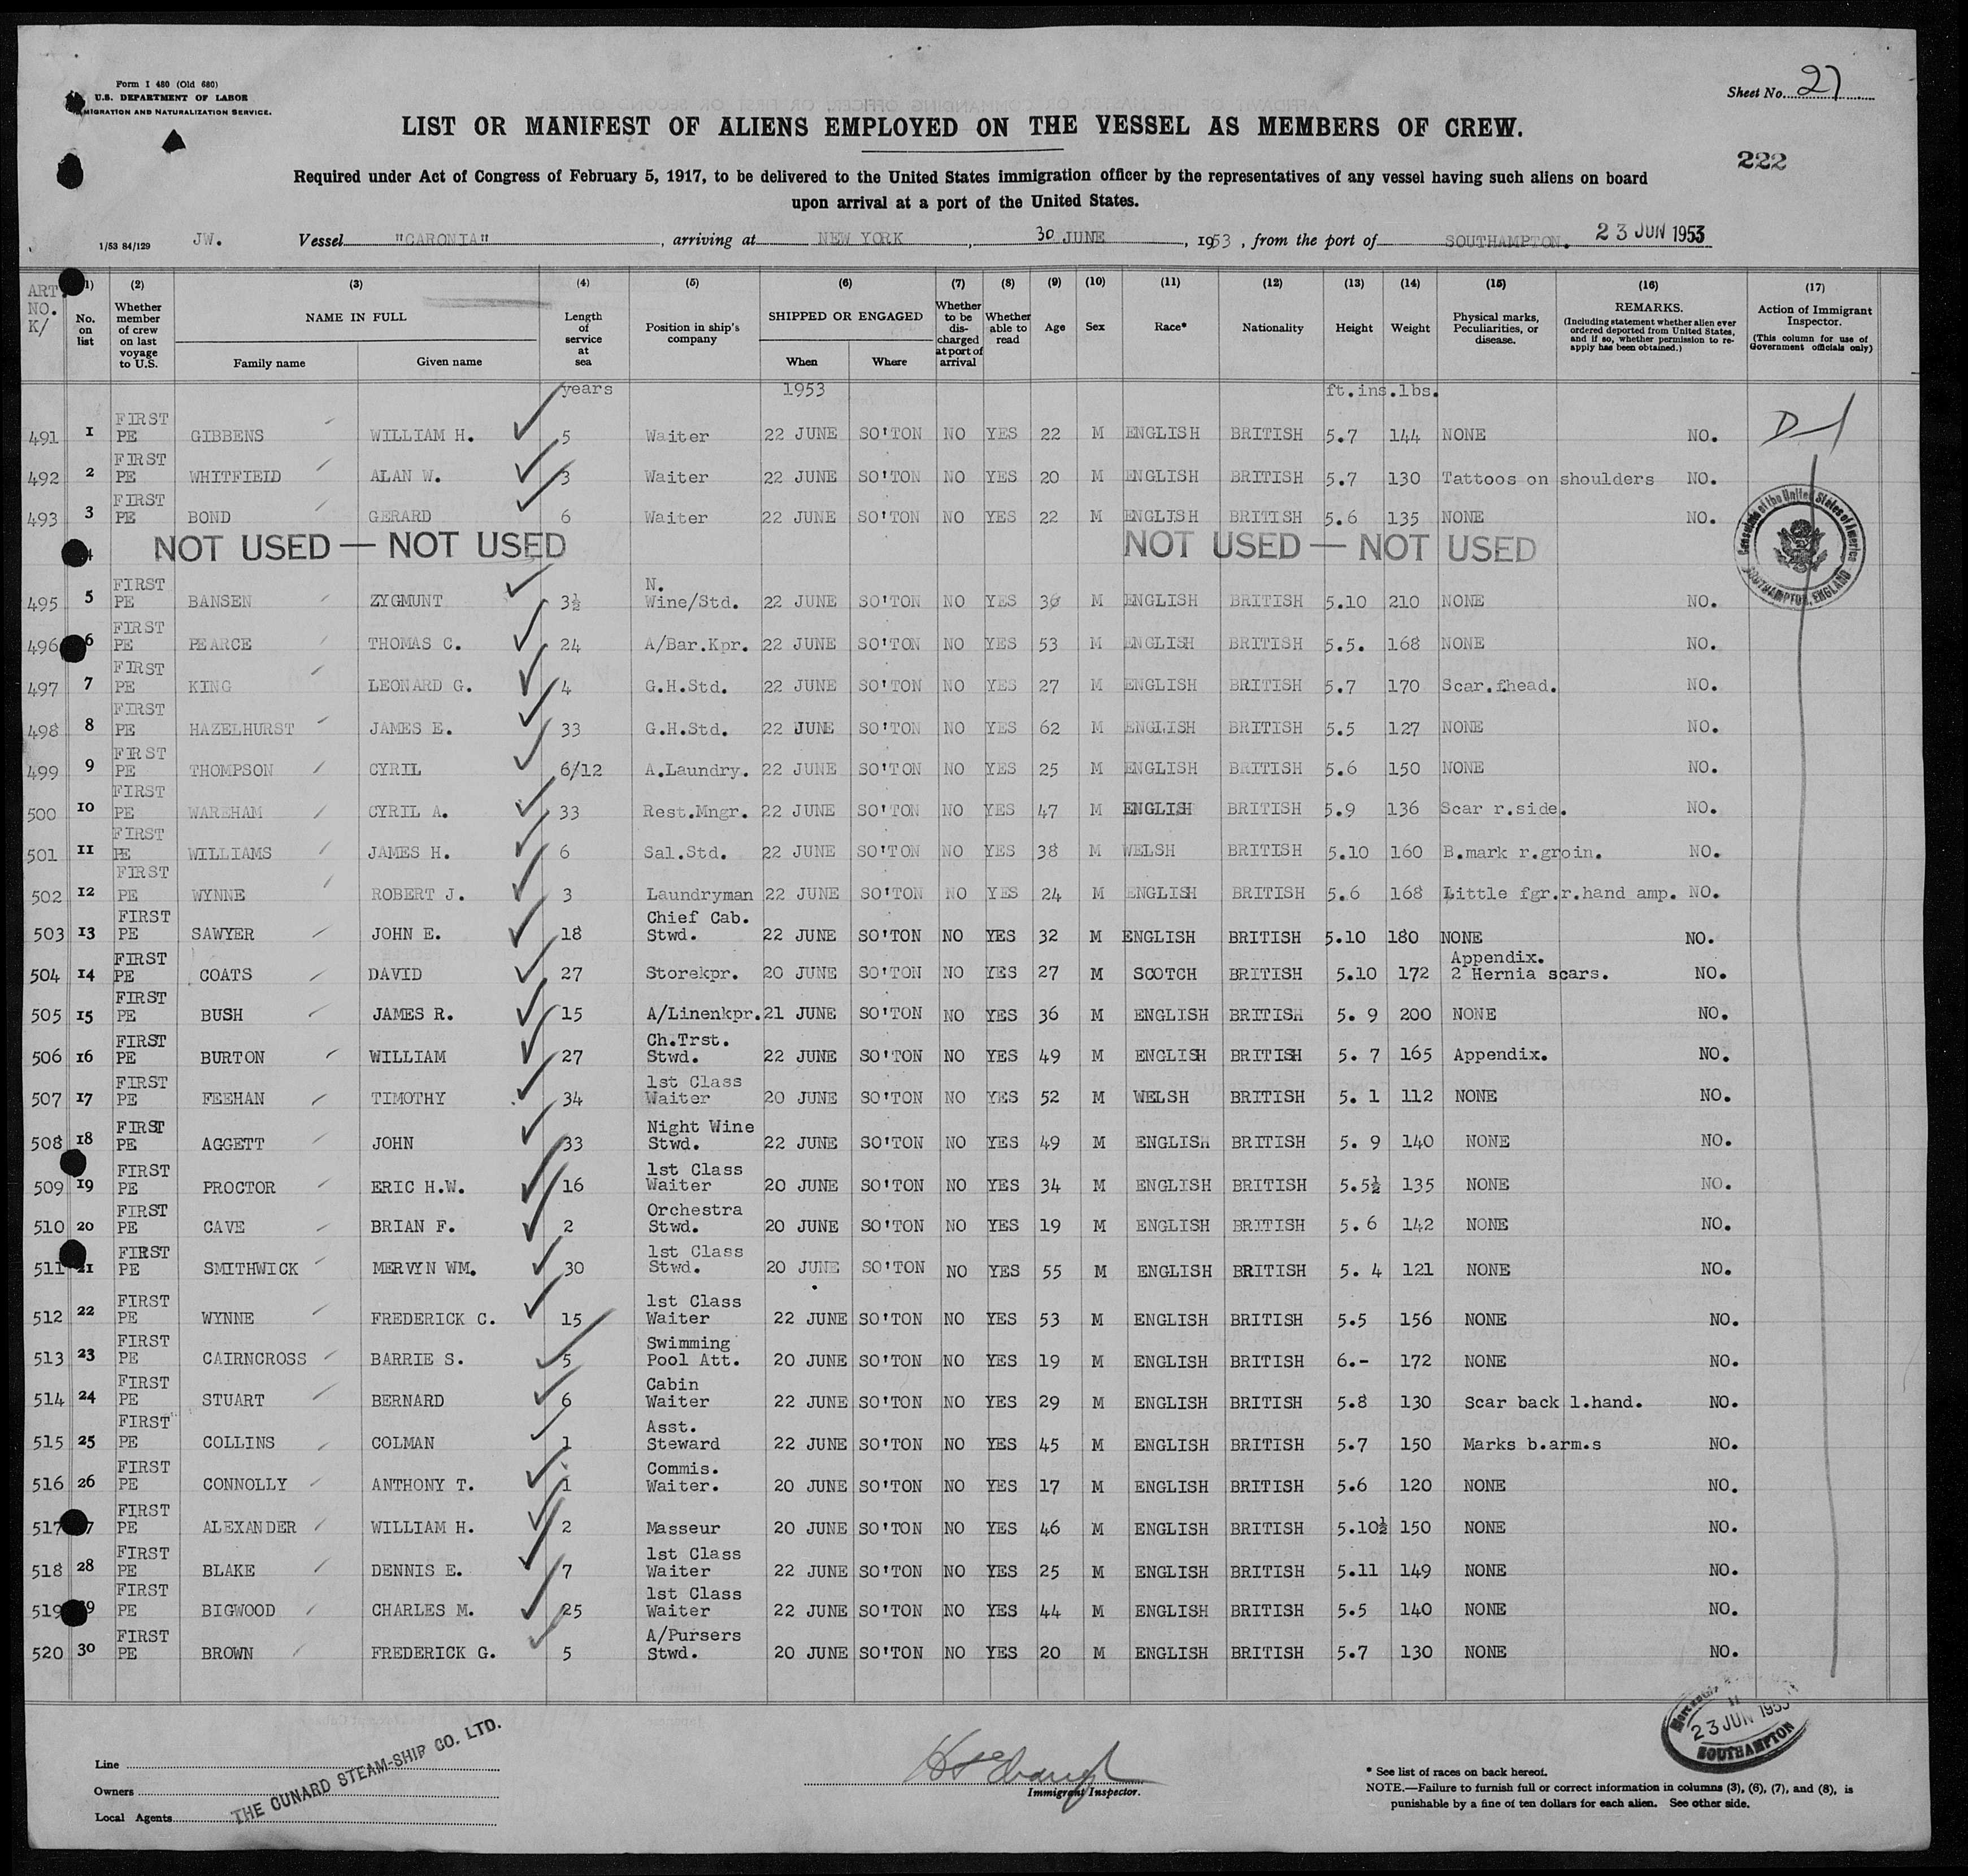 Form I 480 (Old 680)
U.S. DEPARTMENT OF LABOR
MIGRATION AND NATURALIZATION SERVICE.
Sheet No. 27
LIST OR MANIFEST OF ALIENS EMPLOYED ON THE VESSEL AS MEMBERS OF CREW.
222
Required under Act of Congress of February 5, 1917, to be delivered to the United States immigration officer by the representatives of any vessel having such aliens on board
upon arrival at a port of the United States.
1/53 84/129 JW. Vessel "CARONIA", arriving at NEW YORK, 30 JUNE, 1953, from the port of SOUTHAMPTON. 23 JUN 1953
ART. NO. K/
(1) No. on list
(2) Whether member of crew on last voyage to U.S.
(3) NAME IN FULL Family name Given name
(4) Length of service at sea
(5) Position in ship's company
(6) SHIPPED OR ENGAGED When Where
(7) Whether to be discharged at port of arrival
(8) Whether able to read
(9) Age
(10) Sex
(11) Race*
(12) Nationality
(13) Height
(14) Weight
(15) Physical marks, Peculiarities, or disease.
(16) REMARKS. (Including statement whether alien ever ordered deported from United States, and if so, whether permission to re-apply has been obtained.)
(17) Action of Immigrant Inspector. (This column for use of Government officials only)
years 1953 ft.ins.lbs.
491 1 FIRST PE GIBBENS WILLIAM H. 5 Waiter 22 JUNE SO'TON NO YES 22 M ENGLISH BRITISH 5.7 144 NONE NO.
492 2 FIRST PE WHITFIELD ALAN W. 3 Waiter 22 JUNE SO'TON NO YES 20 M ENGLISH BRITISH 5.7 130 Tattoos on shoulders NO.
493 3 FIRST PE BOND GERARD 6 Waiter 22 JUNE SO'TON NO YES 22 M ENGLISH BRITISH 5.6 135 NONE NO.
4 NOT USED — NOT USED NOT USED — NOT USED
Consulate of the United States of America SOUTHAMPTON, ENGLAND
495 5 FIRST PE BANSEN ZYGMUNT 3½ N. Wine/Std. 22 JUNE SO'TON NO YES 36 M ENGLISH BRITISH 5.10 210 NONE NO.
496 6 FIRST PE PEARCE THOMAS C. 24 A/Bar.Kpr. 22 JUNE SO'TON NO YES 53 M ENGLISH BRITISH 5.5. 168 NONE NO.
497 7 FIRST PE KING LEONARD G. 4 G.H.Std. 22 JUNE SO'TON NO YES 27 M ENGLISH BRITISH 5.7 170 Scar.fhead. NO.
498 8 FIRST PE HAZELHURST JAMES E. 33 G.H.Std. 22 JUNE SO'TON NO YES 62 M ENGLISH BRITISH 5.5 127 NONE NO.
499 9 FIRST PE THOMPSON CYRIL 6/12 A.Laundry. 22 JUNE SO'TON NO YES 25 M ENGLISH BRITISH 5.6 150 NONE NO.
500 10 FIRST PE WAREHAM CYRIL A. 33 Rest.Mngr. 22 JUNE SO'TON NO YES 47 M ENGLISH BRITISH 5.9 136 Scar r.side. NO.
501 11 FIRST PE WILLIAMS JAMES H. 6 Sal.Std. 22 JUNE SO'TON NO YES 38 M WELSH BRITISH 5.10 160 B.mark r.groin. NO.
502 12 FIRST PE WYNNE ROBERT J. 3 Laundryman 22 JUNE SO'TON NO YES 24 M ENGLISH BRITISH 5.6 168 Little fgr.r.hand amp. NO.
503 13 FIRST PE SAWYER JOHN E. 18 Chief Cab. Stwd. 22 JUNE SO'TON NO YES 32 M ENGLISH BRITISH 5.10 180 NONE NO.
504 14 FIRST PE COATS DAVID 27 Storekpr. 20 JUNE SO'TON NO YES 27 M SCOTCH BRITISH 5.10 172 Appendix. 2 Hernia scars. NO.
505 15 FIRST PE BUSH JAMES R. 15 A/Linenkpr. 21 JUNE SO'TON NO YES 36 M ENGLISH BRITISH 5. 9 200 NONE NO.
506 16 FIRST PE BURTON WILLIAM 27 Ch.Trst. Stwd. 22 JUNE SO'TON NO YES 49 M ENGLISH BRITISH 5. 7 165 Appendix. NO.
507 17 FIRST PE FEEHAN TIMOTHY 34 1st Class Waiter 20 JUNE SO'TON NO YES 52 M WELSH BRITISH 5. 1 112 NONE NO.
508 18 FIRST PE AGGETT JOHN 33 Night Wine Stwd. 22 JUNE SO'TON NO YES 49 M ENGLISH BRITISH 5. 9 140 NONE NO.
509 19 FIRST PE PROCTOR ERIC H.W. 16 1st Class Waiter 20 JUNE SO'TON NO YES 34 M ENGLISH BRITISH 5.5½ 135 NONE NO.
510 20 FIRST PE CAVE BRIAN F. 2 Orchestra Stwd. 20 JUNE SO'TON NO YES 19 M ENGLISH BRITISH 5. 6 142 NONE NO.
511 21 FIRST PE SMITHWICK MERVYN WM. 30 1st Class Stwd. 20 JUNE SO'TON NO YES 55 M ENGLISH BRITISH 5. 4 121 NONE NO.
512 22 FIRST PE WYNNE FREDERICK C. 15 1st Class Waiter 22 JUNE SO'TON NO YES 53 M ENGLISH BRITISH 5.5 156 NONE NO.
513 23 FIRST PE CAIRNCROSS BARRIE S. 5 Swimming Pool Att. 20 JUNE SO'TON NO YES 19 M ENGLISH BRITISH 6.- 172 NONE NO.
514 24 FIRST PE STUART BERNARD 6 Cabin Waiter 22 JUNE SO'TON NO YES 29 M ENGLISH BRITISH 5.8 130 Scar back l.hand. NO.
515 25 FIRST PE COLLINS COLMAN 1 Asst. Steward 22 JUNE SO'TON NO YES 45 M ENGLISH BRITISH 5.7 150 Marks b.arm.s NO.
516 26 FIRST PE CONNOLLY ANTHONY T. 1 Commis. Waiter. 20 JUNE SO'TON NO YES 17 M ENGLISH BRITISH 5.6 120 NONE NO.
517 7 FIRST PE ALEXANDER WILLIAM H. 2 Masseur 20 JUNE SO'TON NO YES 46 M ENGLISH BRITISH 5.10½ 150 NONE NO.
518 28 FIRST PE BLAKE DENNIS E. 7 1st Class Waiter 22 JUNE SO'TON NO YES 25 M ENGLISH BRITISH 5.11 149 NONE NO.
519 9 FIRST PE BIGWOOD CHARLES M. 25 1st Class Waiter 22 JUNE SO'TON NO YES 44 M ENGLISH BRITISH 5.5 140 NONE NO.
520 30 FIRST PE BROWN FREDERICK G. 5 A/Pursers Stwd. 20 JUNE SO'TON NO YES 20 M ENGLISH BRITISH 5.7 130 NONE NO.
23 JUN 1953 SOUTHAMPTON
Line
Owners
Local Agents
THE CUNARD STEAM-SHIP CO. LTD.
Immigrant Inspector.
* See list of races on back hereof.
NOTE.—Failure to furnish full or correct information in columns (3), (6), (7), and (8), is
punishable by a fine of ten dollars for each alien. See other side.